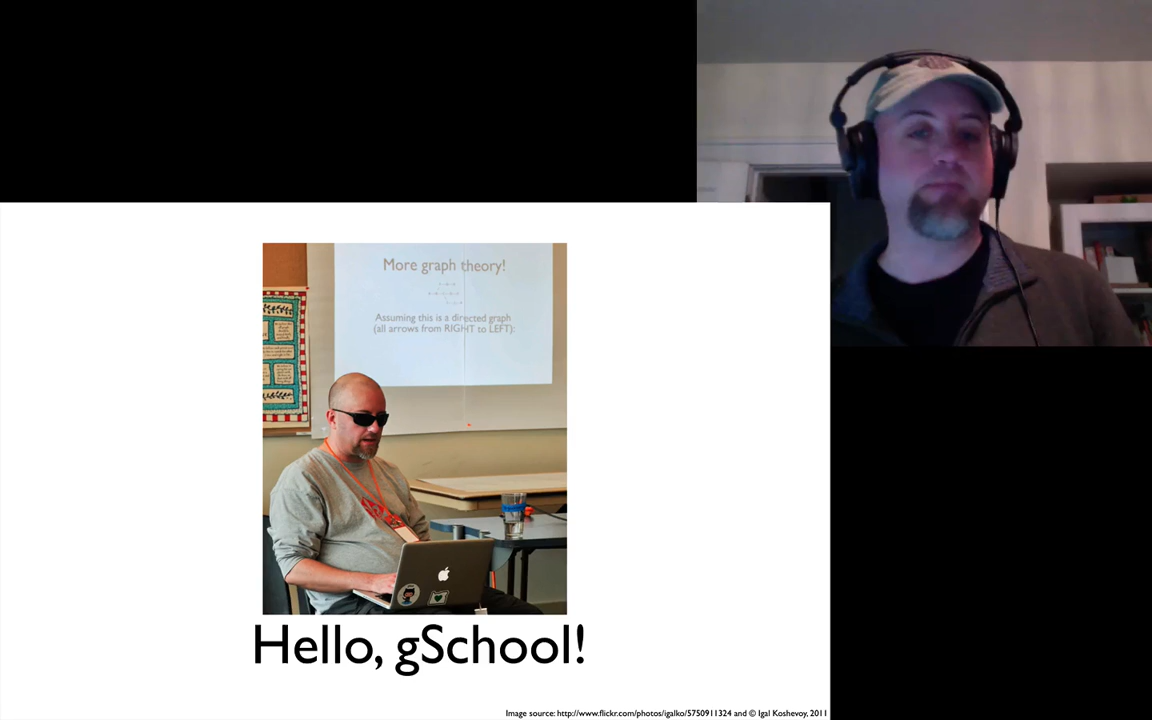 More graph theory!
Assuming this is a directed graph
(all arrows from RIGHT to LEFT):
Hello, gSchool!
Image source: http://www.flickr.com/photos/igalko/5750911324 and © Igal Koshevoy, 2011